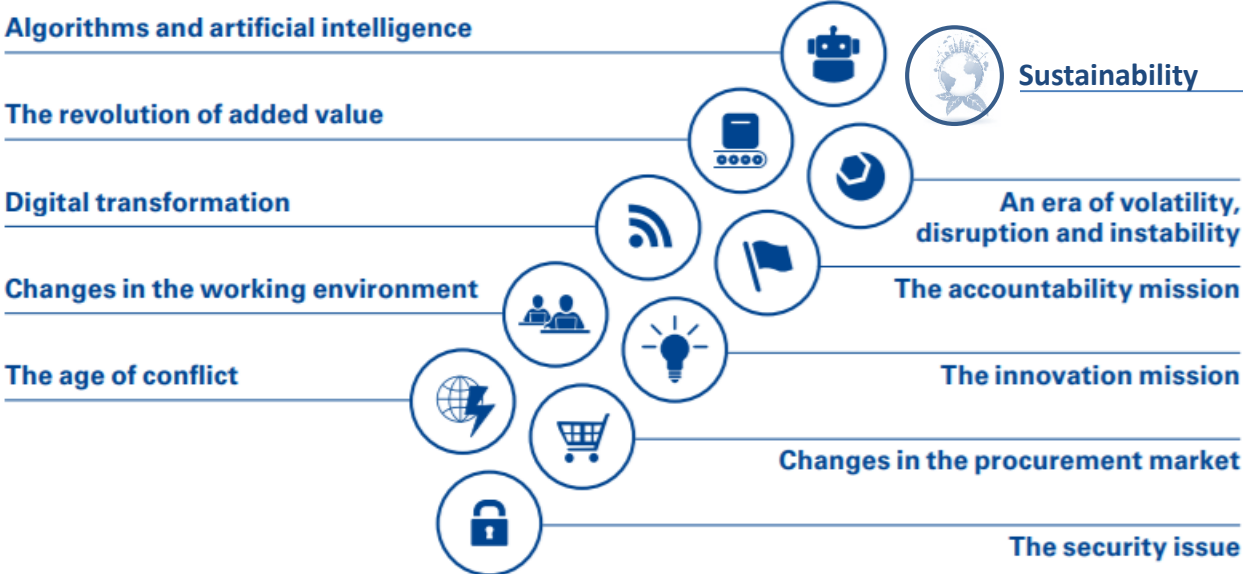 Algorithms and artificial intelligence
Sustainability
The revolution of added value
Digital transformation
An era of volatility,
disruption and instability
Changes in the working environment
The accountability mission
The age of conflict
The innovation mission
Changes in the procurement market
The security issue